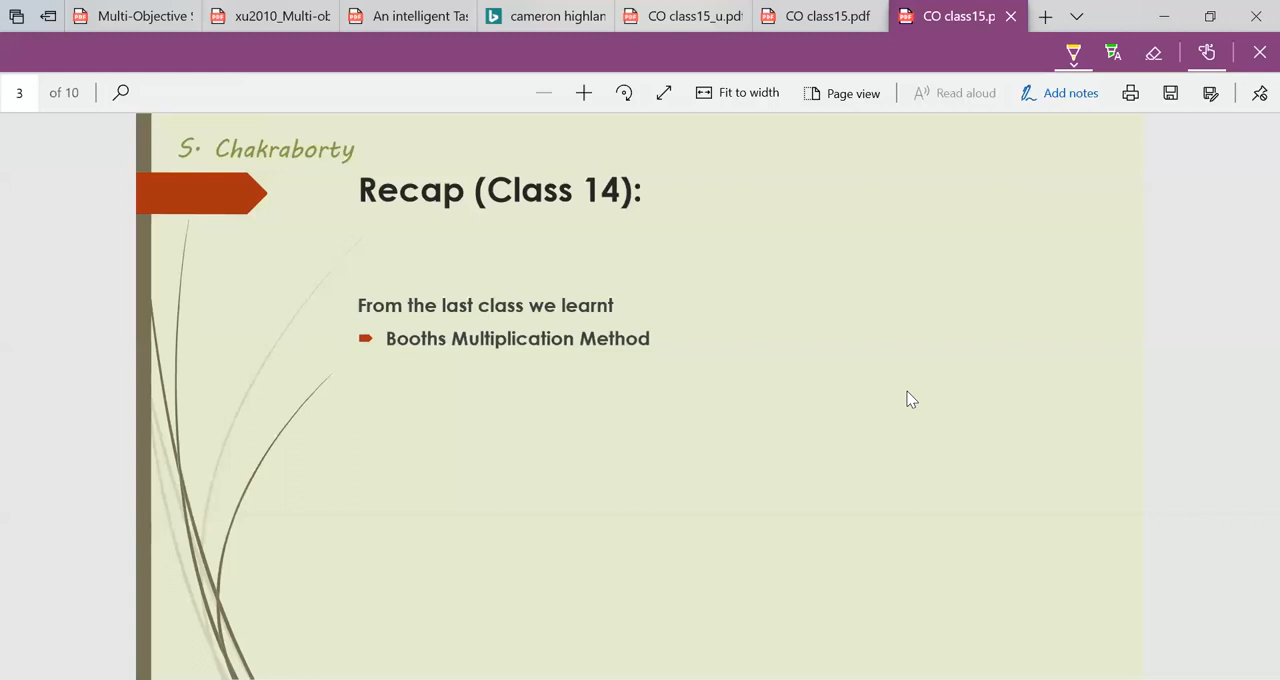 Multi-Objective S
xu2010_Multi-ob
An intelligent Tas
cameron highlan
CO class15_u.pdf
CO class15.pdf
CO class15.p
3 of 10
Fit to width
Page view
Read aloud
Add notes
S. Chakraborty
Recap (Class 14):
From the last class we learnt
Booths Multiplication Method